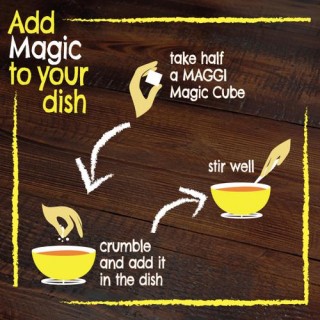 Add
Magic
to your
dish
take half
a MAGGI
Magic Cube
stir well
crumble
and add it
in the dish